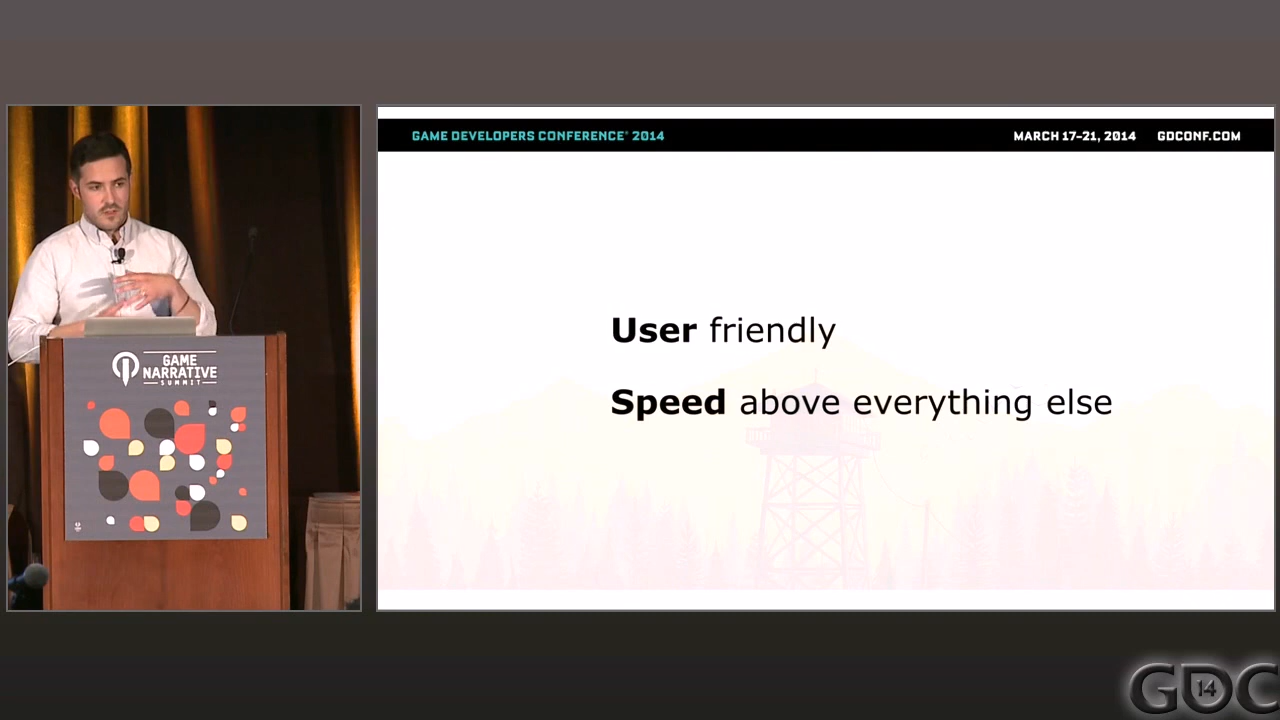 GAME DEVELOPERS CONFERENCE® 2014
MARCH 17–21, 2014 GDCONF.COM
User friendly
Speed above everything else
GAME
NARRATIVE
SUMMIT
GDC
14